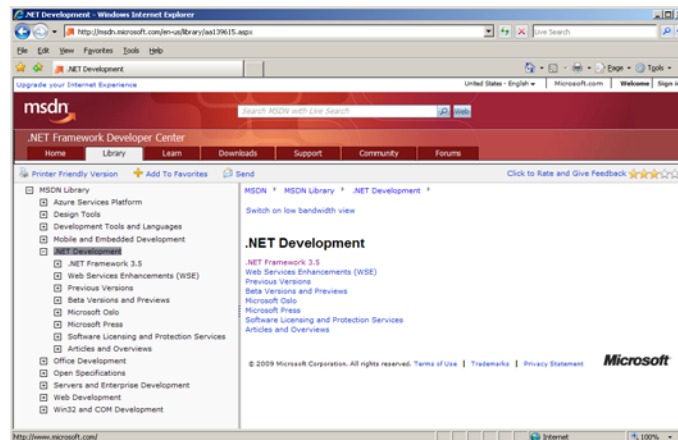 .NET Development - Windows Internet Explorer
http://msdn.microsoft.com/en-us/library/aa139615.aspx
Live Search
File Edit View Favorites Tools Help
.NET Development
Page Tools
Upgrade your Internet Experience
United States - English Microsoft.com Welcome Sign i
msdn
Search MSDN with Live Search
Web
.NET Framework Developer Center
Home Library Learn Downloads Support Community Forums
Printer Friendly Version Add To Favorites Send
Click to Rate and Give Feedback
MSDN Library
Azure Services Platform
Design Tools
Development Tools and Languages
Mobile and Embedded Development
.NET Development
.NET Framework 3.5
Web Services Enhancements (WSE)
Previous Versions
Beta Versions and Previews
Microsoft Oslo
Microsoft Press
Software Licensing and Protection Services
Articles and Overviews
Office Development
Open Specifications
Servers and Enterprise Development
Web Development
Win32 and COM Development
MSDN MSDN Library .NET Development
Switch on low bandwidth view
.NET Development
.NET Framework 3.5
Web Services Enhancements (WSE)
Previous Versions
Beta Versions and Previews
Microsoft Oslo
Microsoft Press
Software Licensing and Protection Services
Articles and Overviews
© 2009 Microsoft Corporation. All rights reserved. Terms of Use | Trademarks | Privacy Statement
Microsoft
http://www.microsoft.com/
Internet
100%